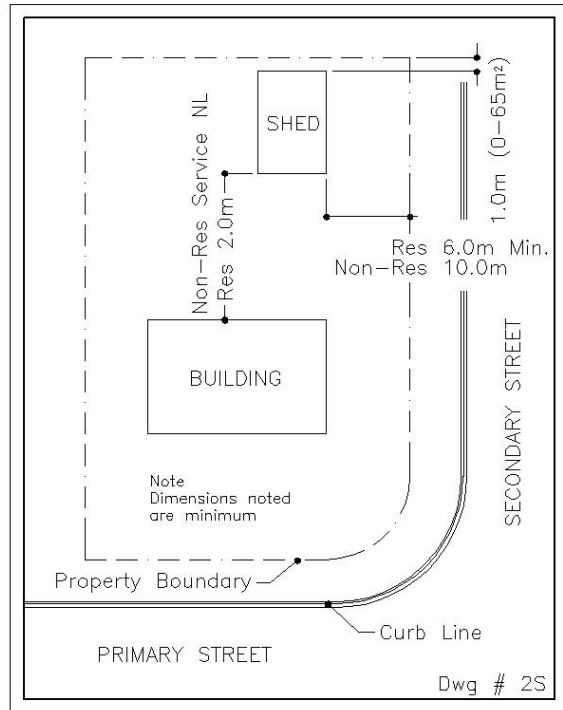 SHED
Non-Res Service NL
Res 2.0m
1.0m (0-65m²)
Res 6.0m Min.
Non-Res 10.0m
BUILDING
SECONDARY STREET
Note
Dimensions noted
are minimum
Property Boundary
Curb Line
PRIMARY STREET
Dwg # 2S